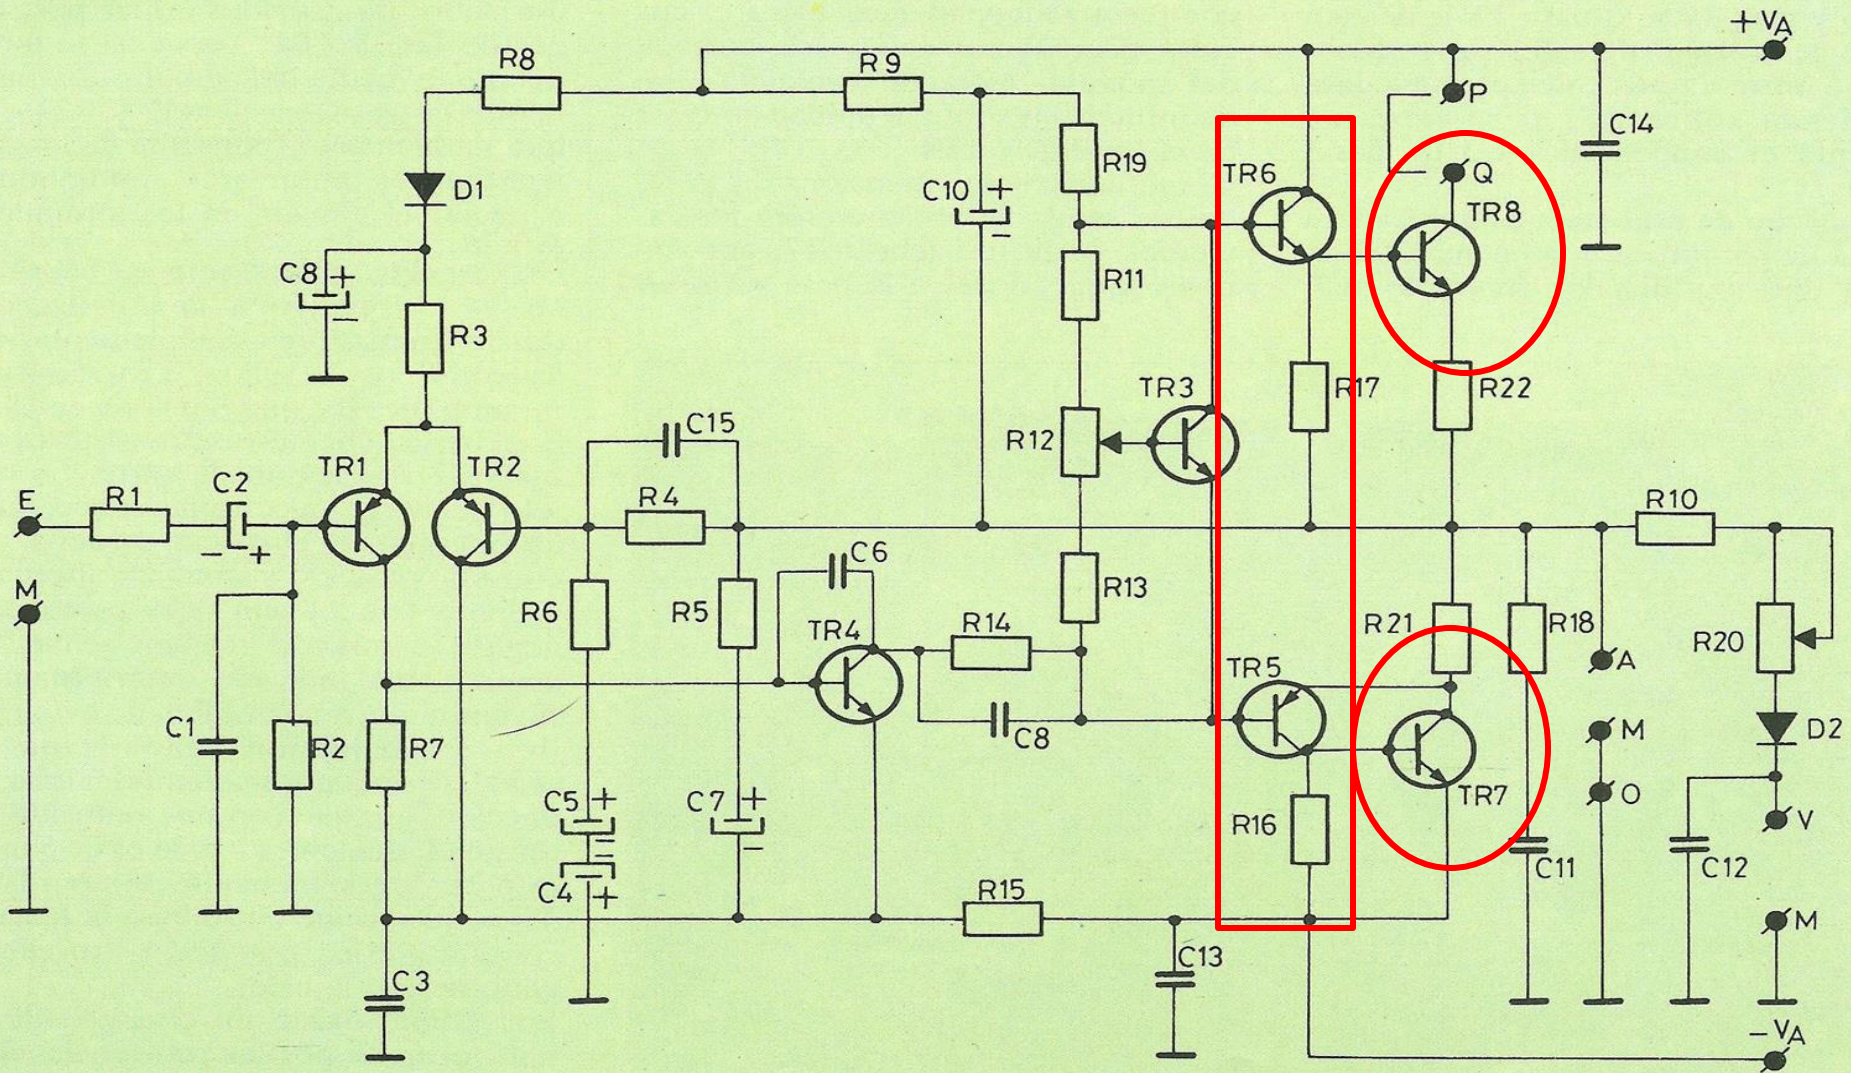 +VA
R8
R9
P
C14
R19
TR6
Q
D1
C10
+
-
TR8
C8
+
-
R11
R3
TR3
R17
R22
C15
R12
TR1
TR2
E
R1
C2
-
+
R4
R10
C6
M
R6
R5
R13
TR4
R14
R21
R18
R20
A
TR5
C1
R2
R7
C8
M
D2
C5
+
-
C7
+
-
R16
TR7
O
V
C4
+
C11
C12
R15
M
C3
C13
-VA